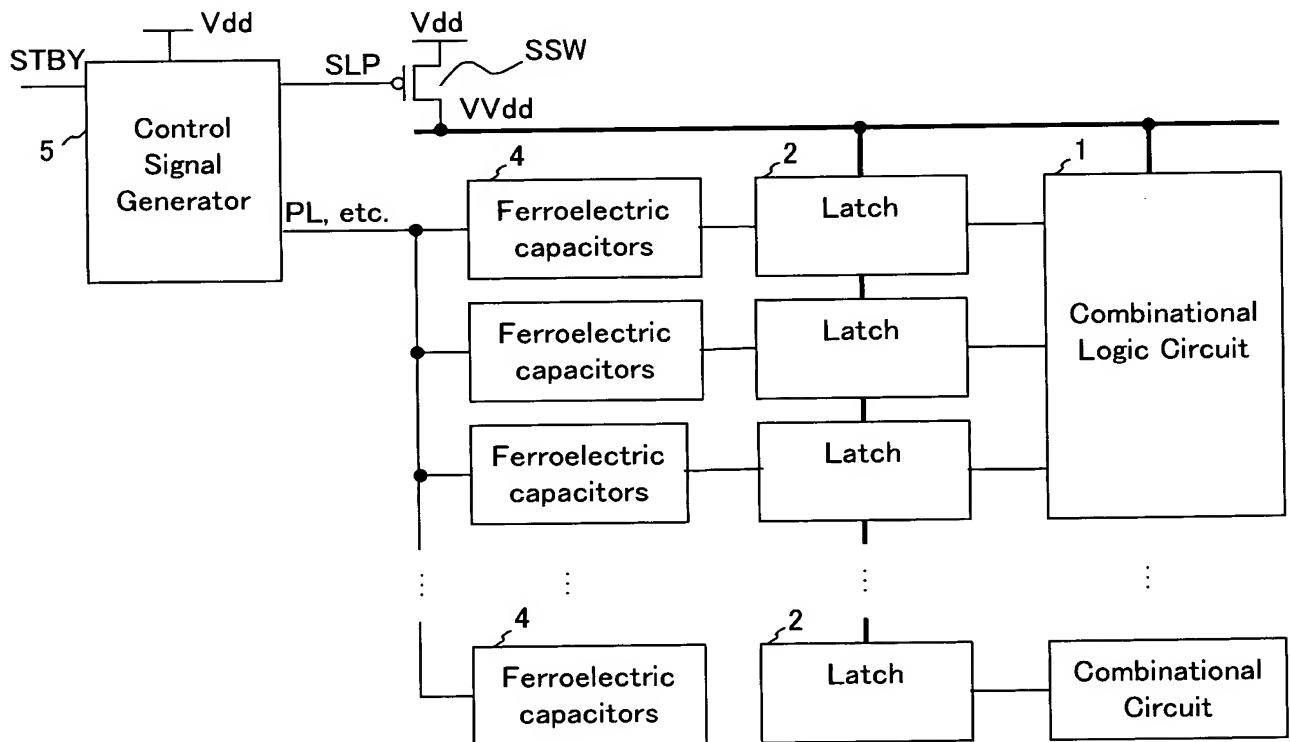 Vdd
Vdd
STBY
SLP
SSW
VVdd
5
Control
Signal
Generator
PL, etc.
4
2
1
Ferroelectric
capacitors
Latch
Combinational
Logic Circuit
Ferroelectric
capacitors
Latch
Ferroelectric
capacitors
Latch
4
2
Ferroelectric
capacitors
Latch
Combinational
Circuit